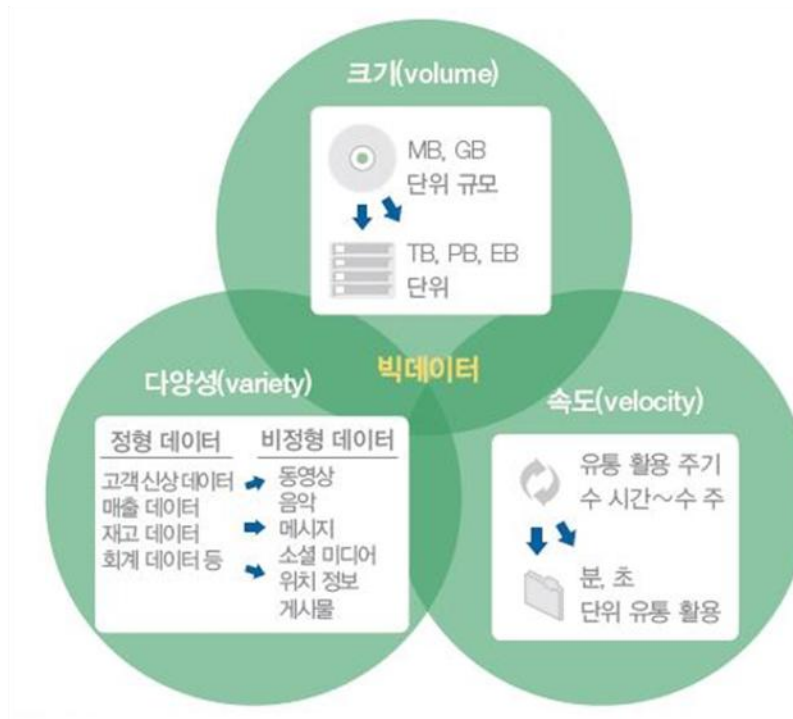 크기(volume)
MB, GB
단위 규모
TB, PB, EB
단위
빅데이터
다양성(variety)
정형 데이터
고객 신상 데이터
매출 데이터
재고 데이터
회계 데이터 등
비정형 데이터
동영상
음악
메시지
소셜 미디어
위치 정보
게시물
속도(velocity)
유통 활용 주기
수 시간~수 주
분, 초
단위 유통 활용